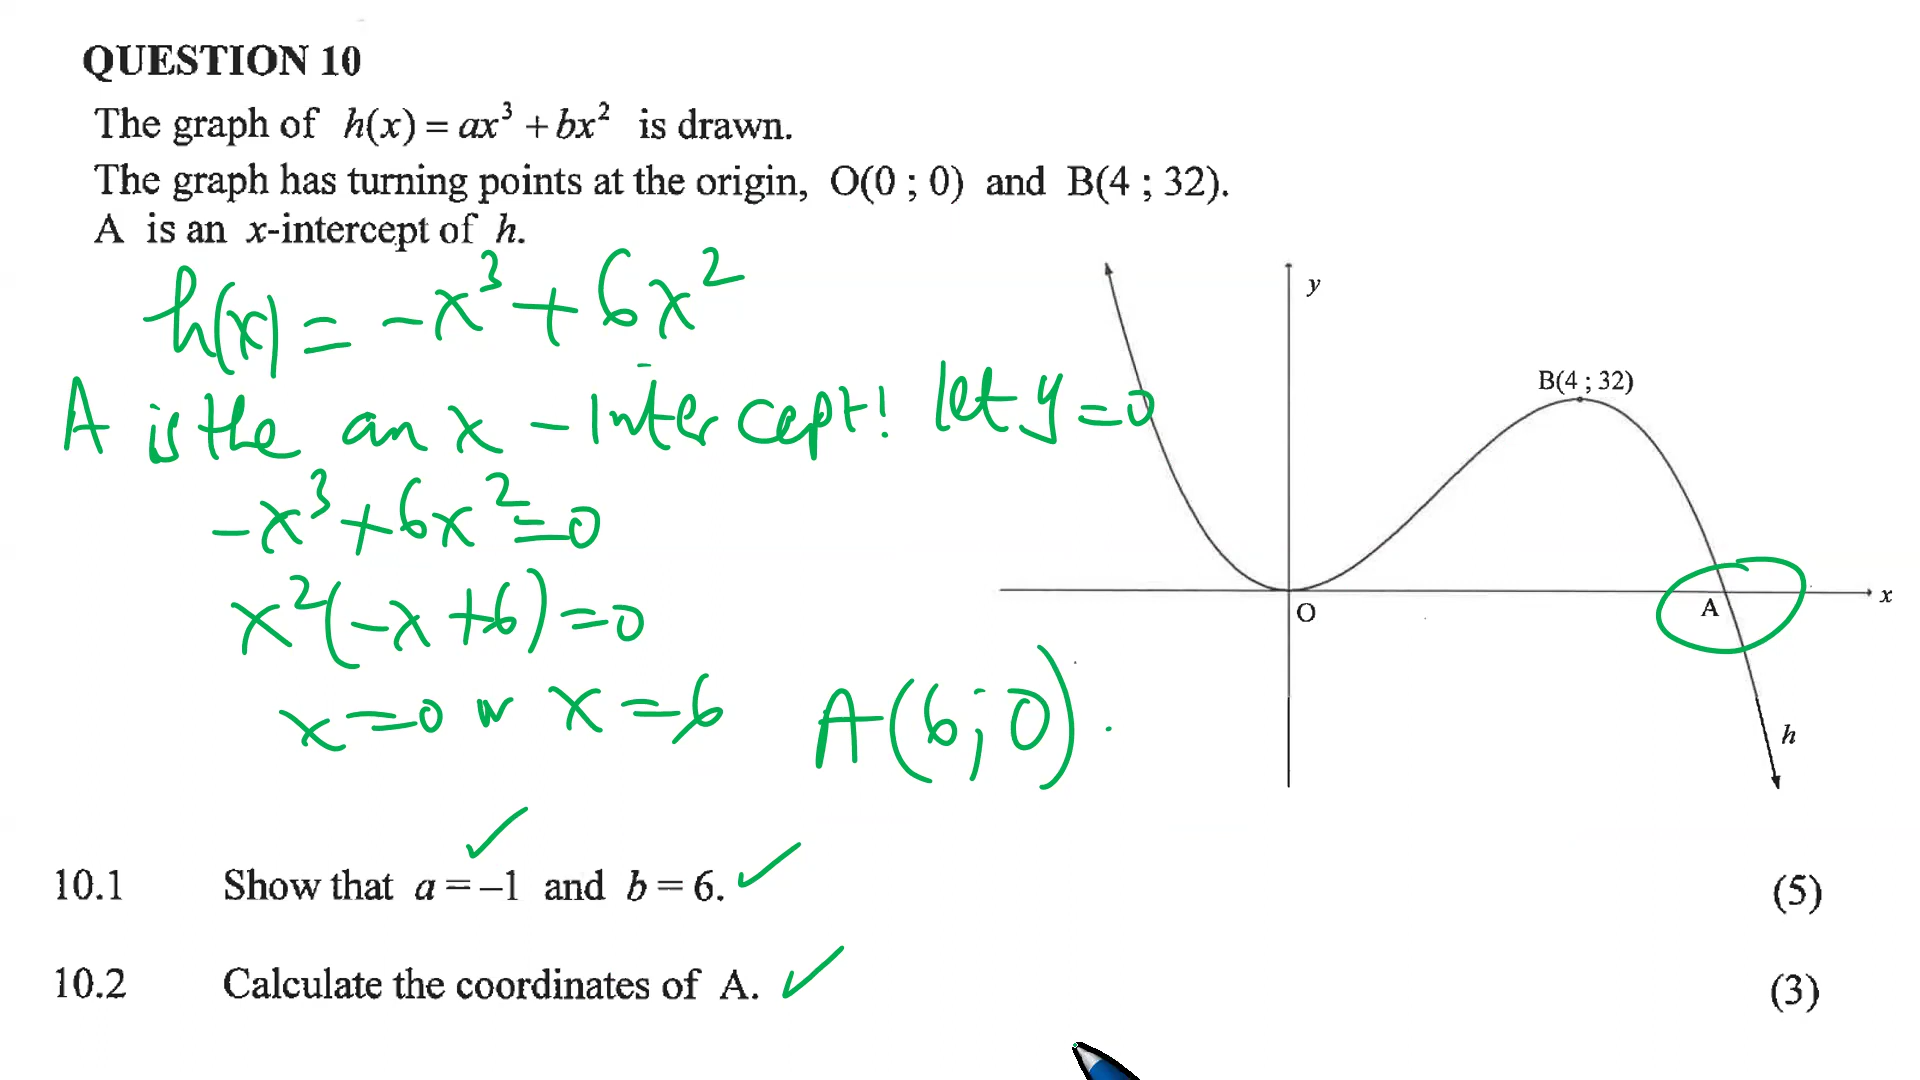 QUESTION 10
The graph of h(x) = ax³ + bx² is drawn.
The graph has turning points at the origin, O(0 ; 0) and B(4 ; 32).
A is an x-intercept of h.
h(x) = -x³ + 6x²
A is the an x - Intercept! let y = 0
-x³ + 6x² = 0
x²(-x + 6) = 0
x = 0 or x = 6 A(6; 0).
y
B(4 ; 32)
x
O
A
h
10.1 Show that a = –1 and b = 6. (5)
10.2 Calculate the coordinates of A. (3)